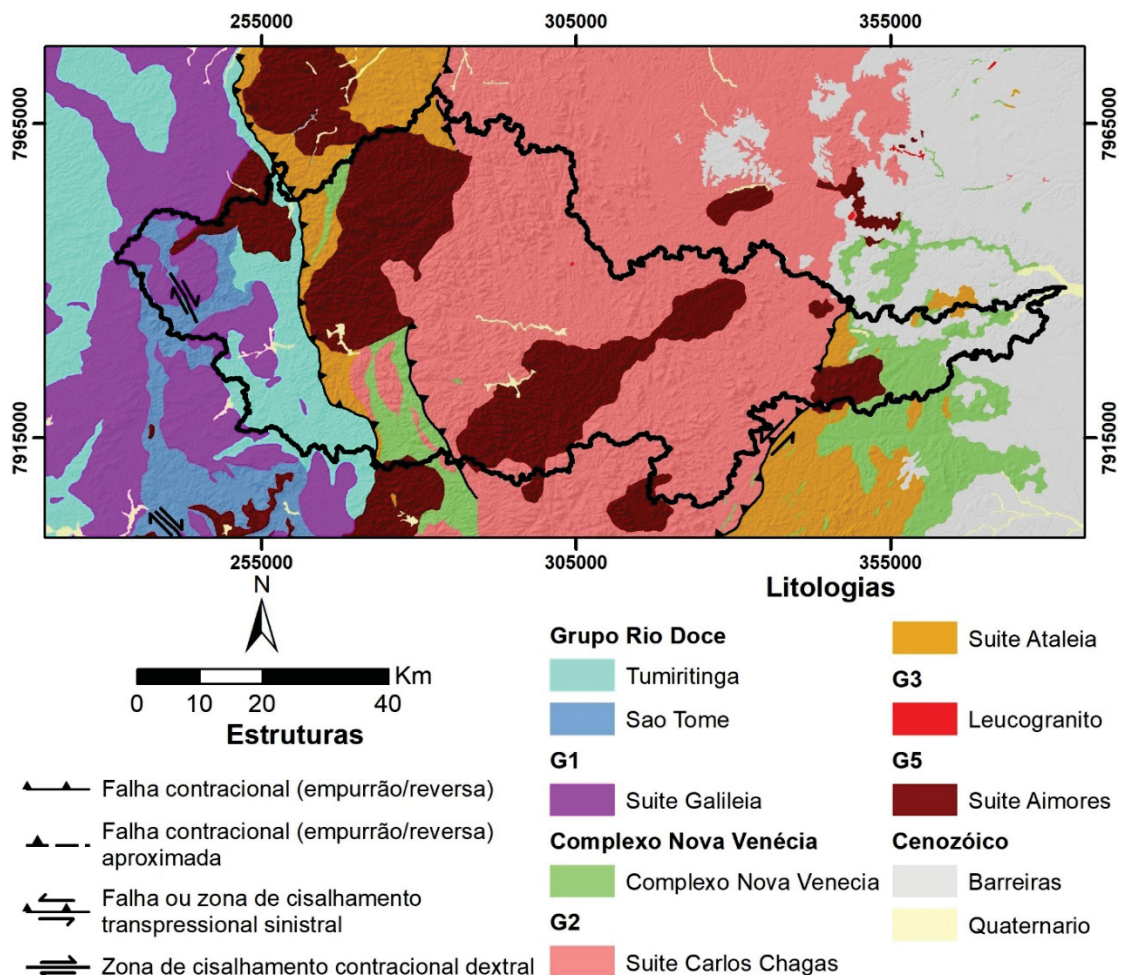 255000 305000 355000
7965000 7965000
7915000 7915000
255000 305000 355000
N
Km
0 10 20 40
Estruturas
Falha contracional (empurrão/reversa)
Falha contracional (empurrão/reversa)
aproximada
Falha ou zona de cisalhamento
transpressional sinistral
Zona de cisalhamento contracional dextral
Litologias
Grupo Rio Doce
Tumiritinga
Sao Tome
G1
Suite Galileia
Complexo Nova Venécia
Complexo Nova Venecia
G2
Suite Carlos Chagas
Suite Ataleia
G3
Leucogranito
G5
Suite Aimores
Cenozóico
Barreiras
Quaternario